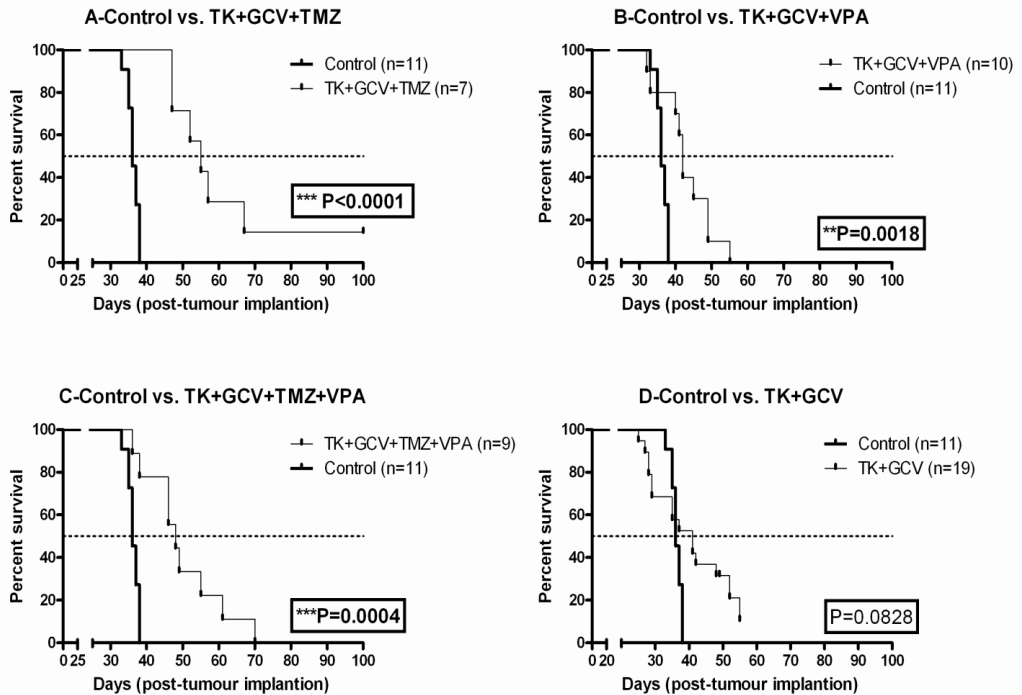 A-Control vs. TK+GCV+TMZ
Percent survival
100
80
60
40
20
0
Control (n=11)
TK+GCV+TMZ (n=7)
*** P<0.0001
0 25 30 40 50 60 70 80 90 100
Days (post-tumour implantion)
B-Control vs. TK+GCV+VPA
Percent survival
100
80
60
40
20
0
TK+GCV+VPA (n=10)
Control (n=11)
**P=0.0018
0 25 30 40 50 60 70 80 90 100
Days (post-tumour implantion)
C-Control vs. TK+GCV+TMZ+VPA
Percent survival
100
80
60
40
20
0
TK+GCV+TMZ+VPA (n=9)
Control (n=11)
***P=0.0004
0 25 30 40 50 60 70 80 90 100
Days (post-tumour implantion)
D-Control vs. TK+GCV
Percent survival
100
80
60
40
20
0
Control (n=11)
TK+GCV (n=19)
P=0.0828
0 20 30 40 50 60 70 80 90 100
Days (post-tumour implantion)